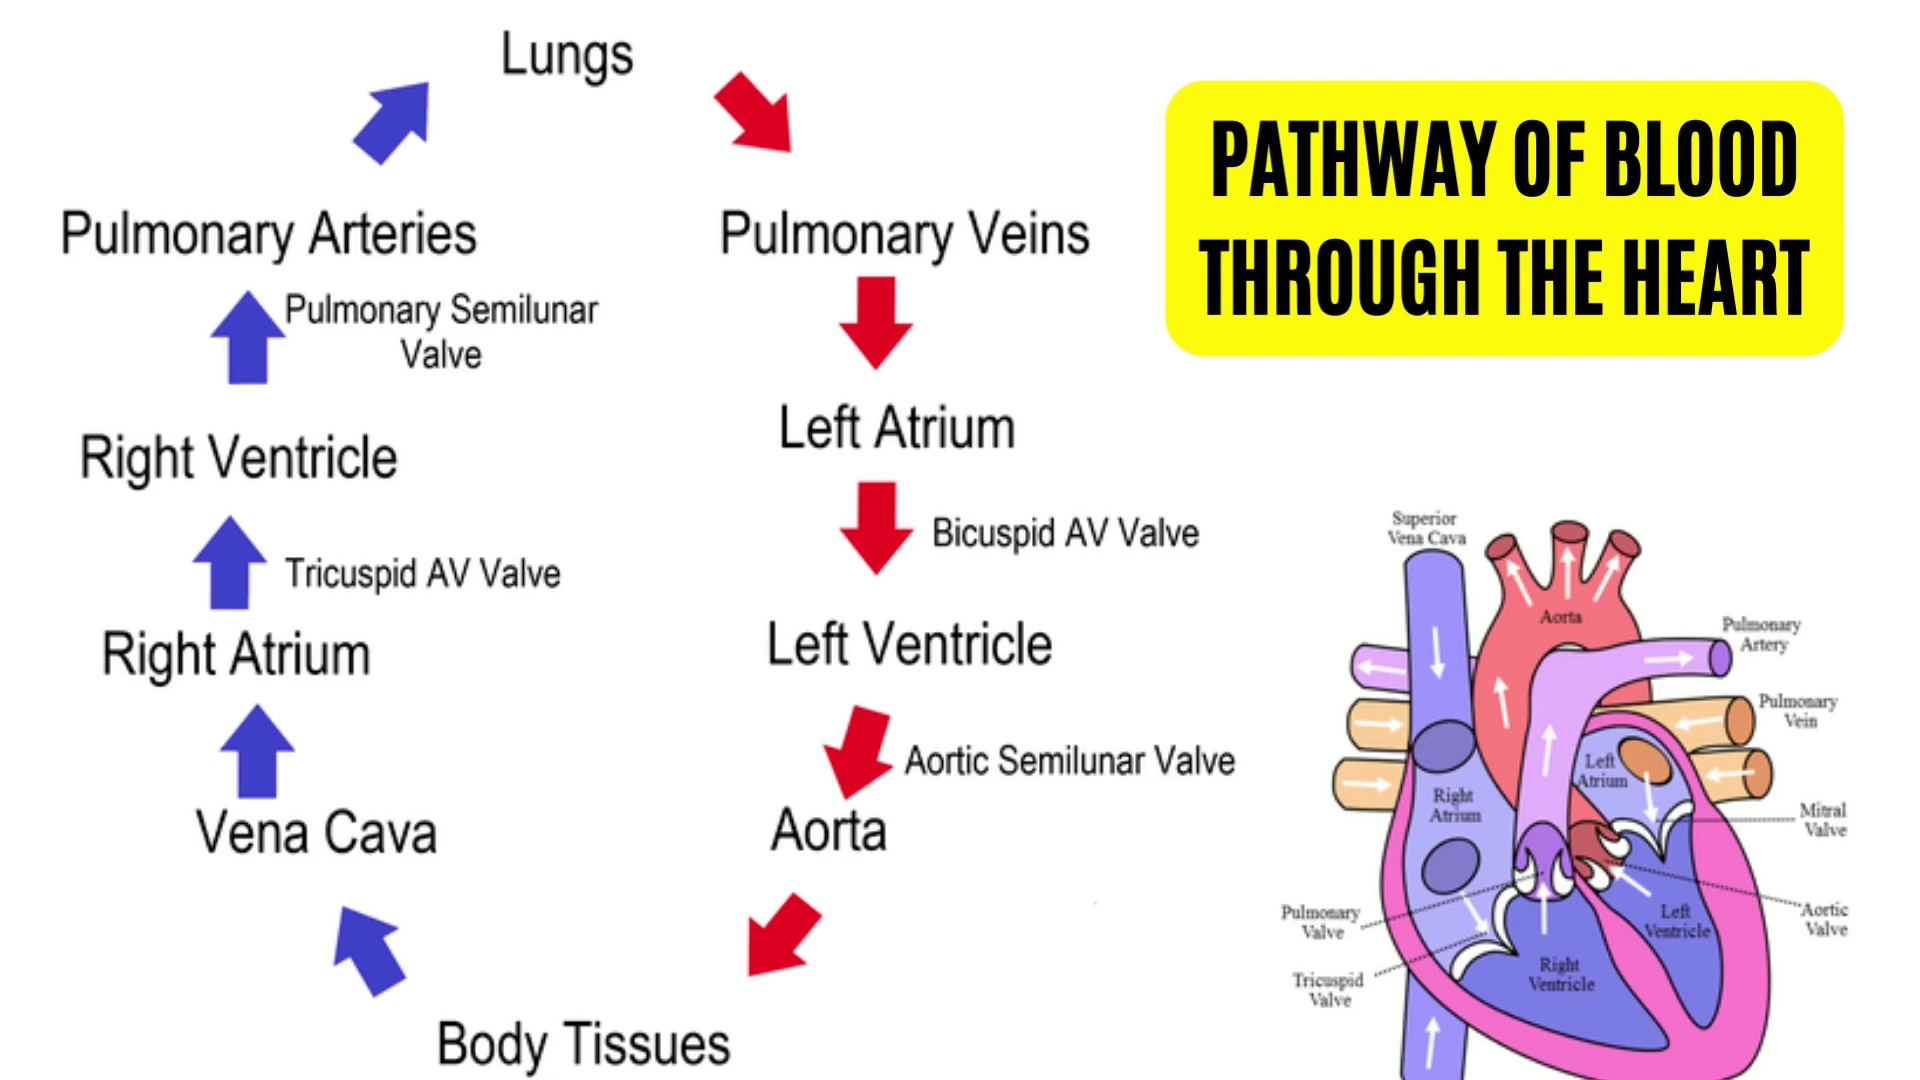 Lungs
PATHWAY OF BLOOD
THROUGH THE HEART
Pulmonary Arteries
Pulmonary Veins
Pulmonary Semilunar
Valve
Left Atrium
Right Ventricle
Bicuspid AV Valve
Tricuspid AV Valve
Left Ventricle
Right Atrium
Aortic Semilunar Valve
Vena Cava
Aorta
Body Tissues
Superior
Vena Cava
Aorta
Pulmonary
Artery
Pulmonary
Vein
Left
Atrium
Right
Atrium
Mitral
Valve
Pulmonary
Valve
Left
Ventricle
Aortic
Valve
Tricuspid
Valve
Right
Ventricle